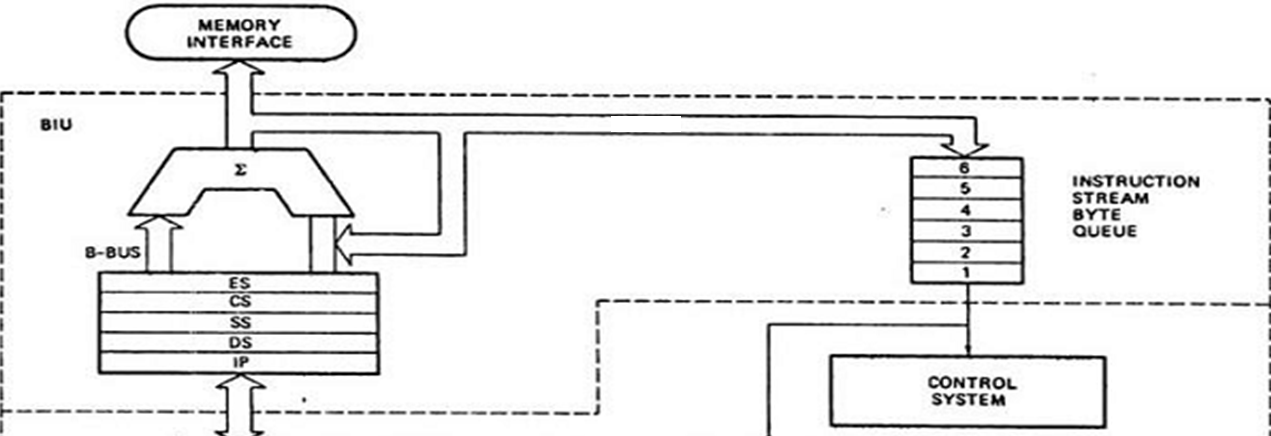 MEMORY
INTERFACE
BIU
Σ
B-BUS
ES
CS
SS
DS
IP
6
5
4
3
2
1
INSTRUCTION
STREAM
BYTE
QUEUE
CONTROL
SYSTEM